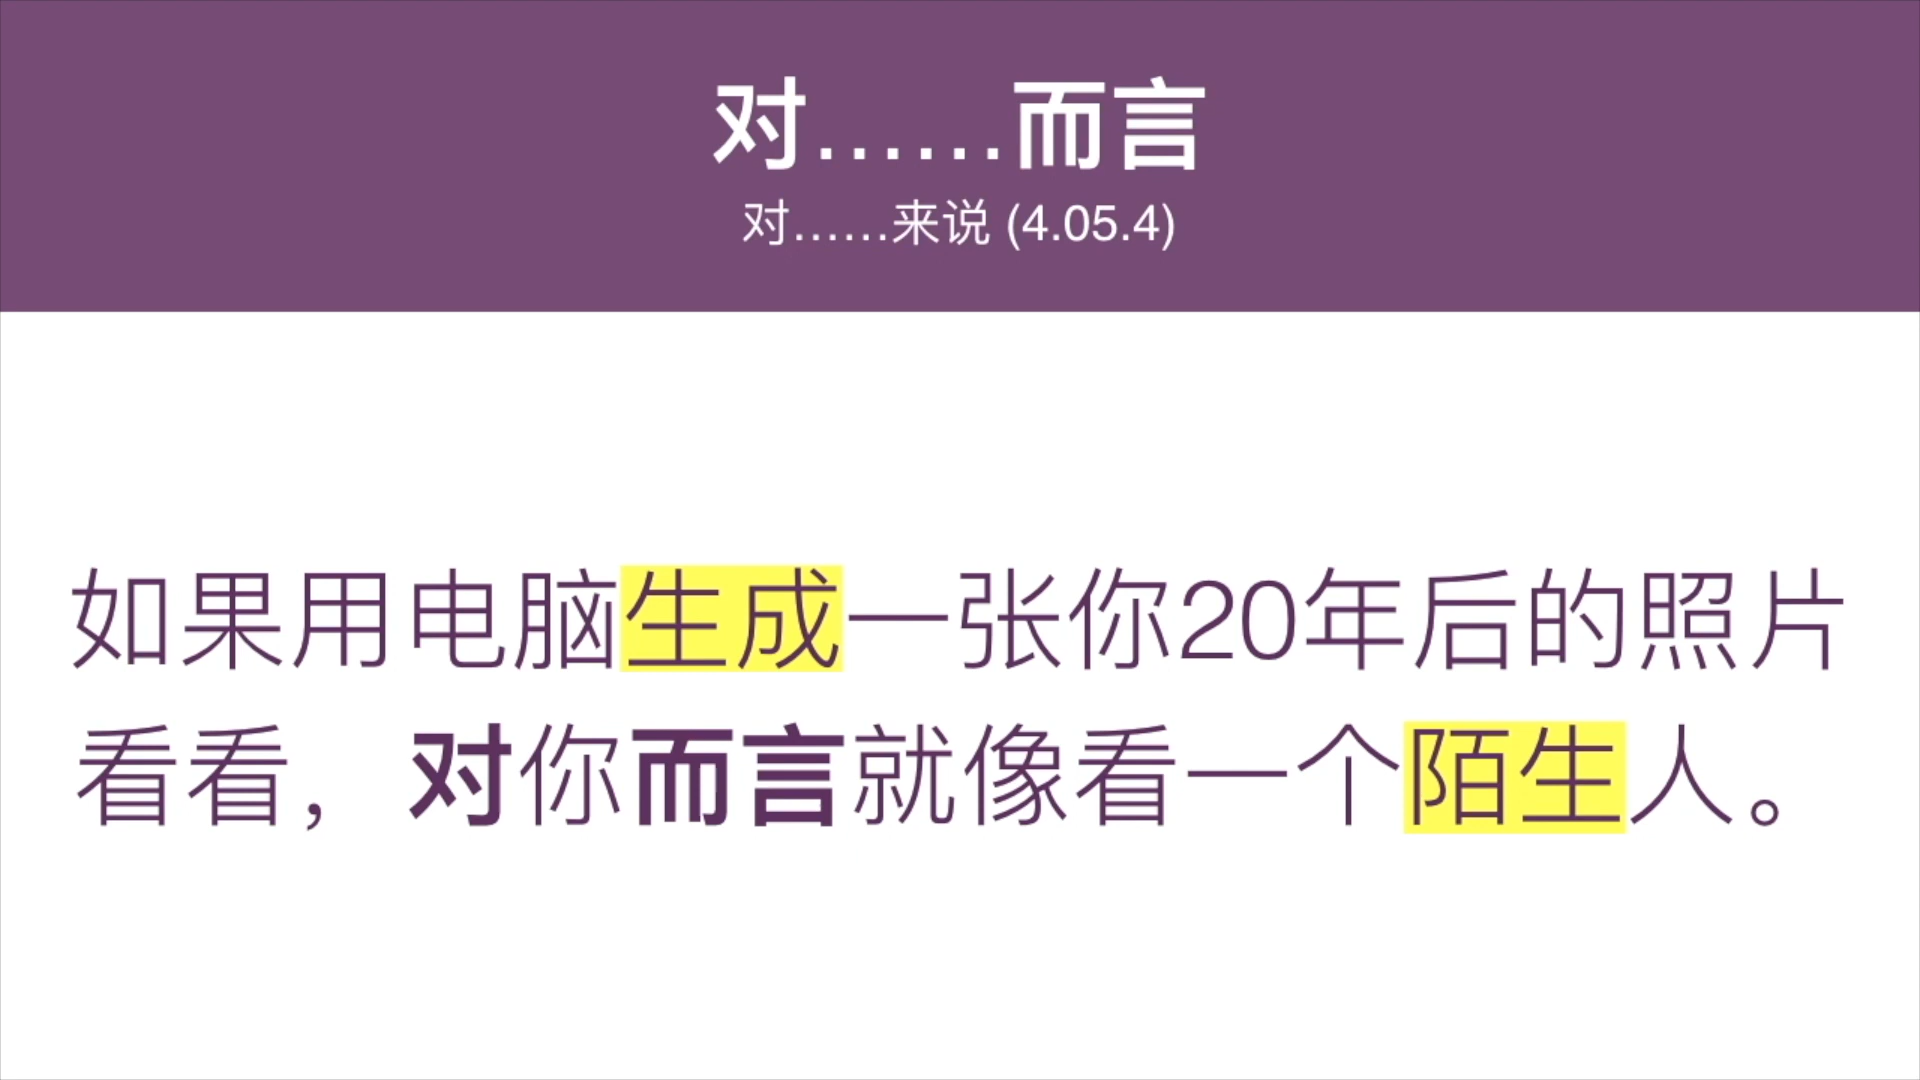 对……而言
对……来说 (4.05.4)
如果用电脑生成一张你20年后的照片
看看，对你而言就像看一个陌生人。